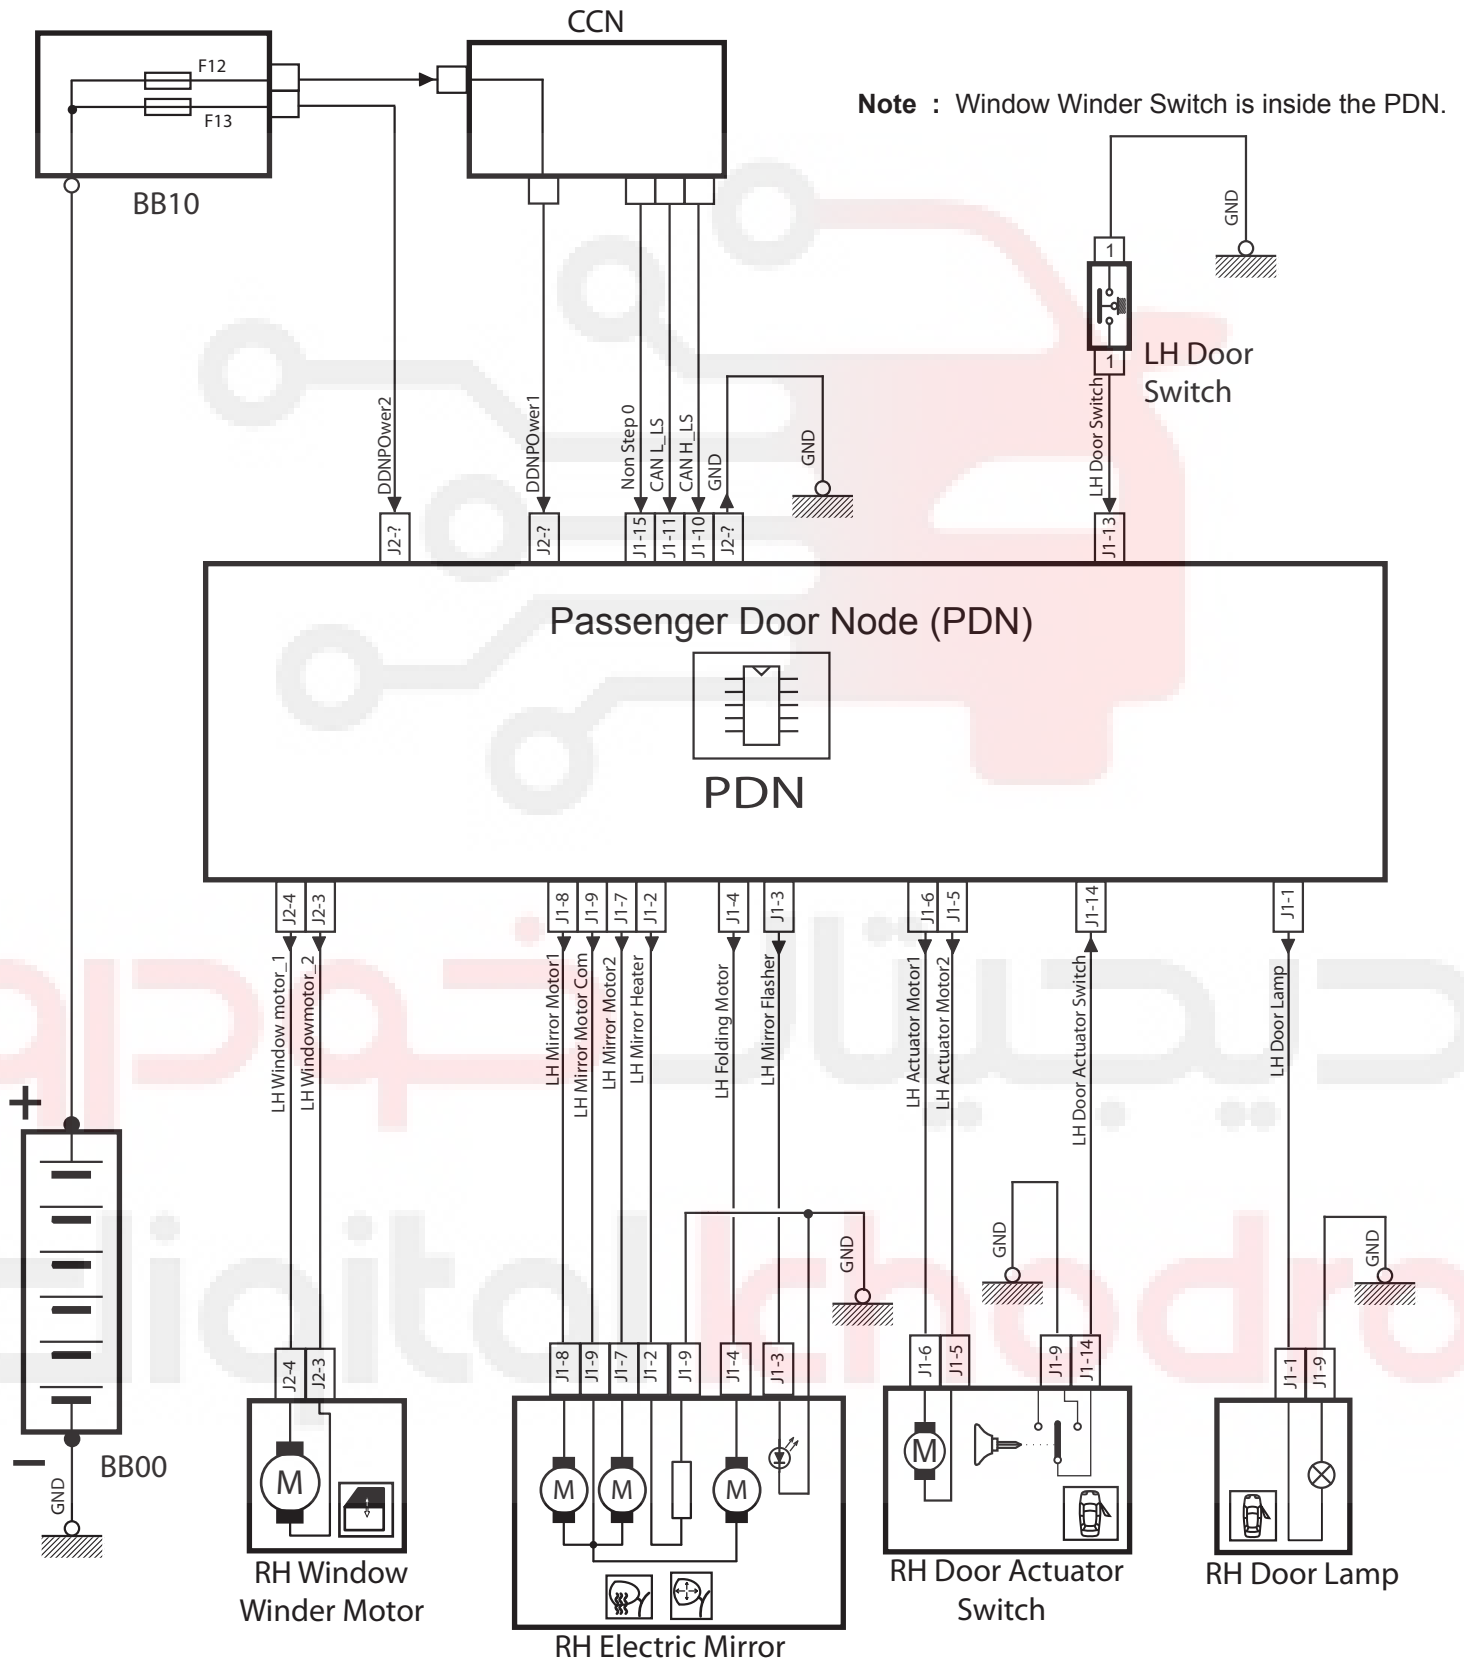 CCN
F12
F13
BB10
Note : Window Winder Switch is inside the PDN.
GND
1
1
LH Door
Switch
LH Door Switch
DDNPOwer2
DDNPOwer1
Non Step 0
CAN L_LS
CAN H_LS
GND
GND
J2-?
J2-?
J1-15
J1-11
J1-10
J2-?
J1-13
Passenger Door Node (PDN)
PDN
J2-4
J2-3
J1-8
J1-9
J1-7
J1-2
J1-4
J1-3
J1-6
J1-5
J1-14
J1-1
LH Window motor_1
LH Windowmotor_2
LH Mirror Motor1
LH Mirror Motor Com
LH Mirror Motor2
LH Mirror Heater
LH Folding Motor
LH Mirror Flasher
LH Actuator Motor1
LH Actuator Motor2
LH Door Actuator Switch
LH Door Lamp
دیجیتال خودرو
digital khodro
+
–
BB00
GND
GND
GND
GND
J2-4
J2-3
J1-8
J1-9
J1-7
J1-2
J1-9
J1-4
J1-3
J1-6
J1-5
J1-9
J1-14
J1-1
J1-9
M
M
M
M
M
RH Window
Winder Motor
RH Electric Mirror
RH Door Actuator
Switch
RH Door Lamp